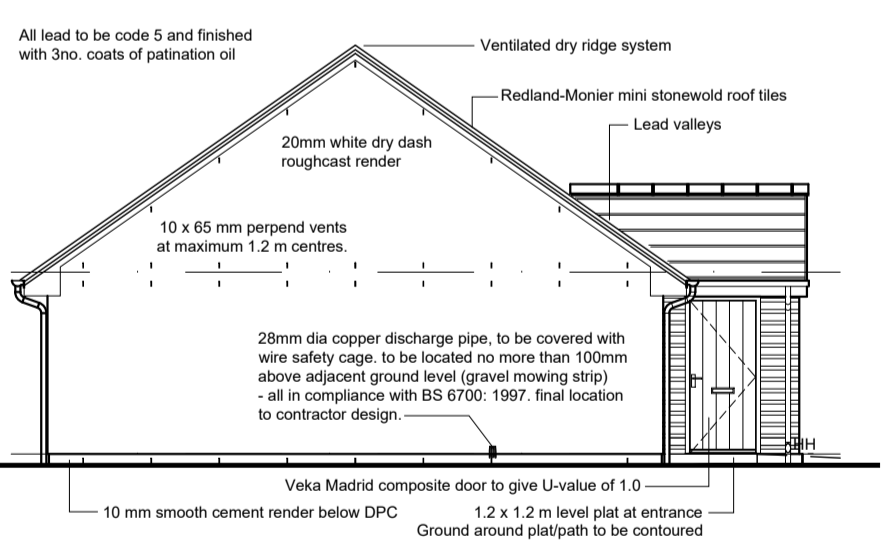 All lead to be code 5 and finished
with 3no. coats of patination oil
Ventilated dry ridge system
Redland-Monier mini stonewold roof tiles
Lead valleys
20mm white dry dash
roughcast render
10 x 65 mm perpend vents
at maximum 1.2 m centres.
28mm dia copper discharge pipe, to be covered with
wire safety cage. to be located no more than 100mm
above adjacent ground level (gravel mowing strip)
- all in compliance with BS 6700: 1997. final location
to contractor design.
HH
Veka Madrid composite door to give U-value of 1.0
10 mm smooth cement render below DPC
1.2 x 1.2 m level plat at entrance
Ground around plat/path to be contoured